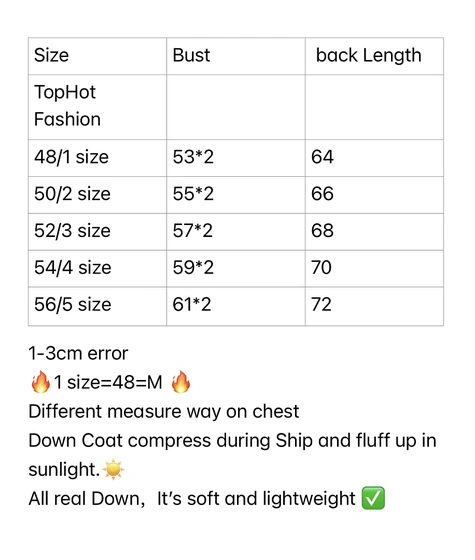 Size Bust back Length
TopHot
Fashion
48/1 size 53*2 64
50/2 size 55*2 66
52/3 size 57*2 68
54/4 size 59*2 70
56/5 size 61*2 72
1-3cm error
🔥1 size=48=M 🔥
Different measure way on chest
Down Coat compress during Ship and fluff up in
sunlight.☀️
All real Down，It’s soft and lightweight ✅